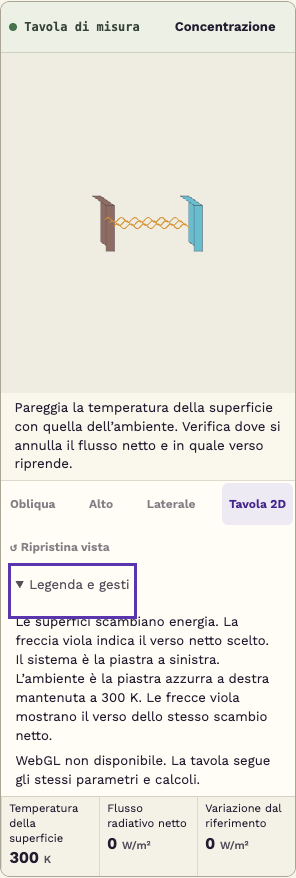 Tavola di misura
Concentrazione
Pareggia la temperatura della superficie
con quella dell’ambiente. Verifica dove si
annulla il flusso netto e in quale verso
riprende.
Obliqua
Alto
Laterale
Tavola 2D
↺ Ripristina vista
▼ Legenda e gesti
Le superfici scambiano energia. La
freccia viola indica il verso netto scelto.
Il sistema è la piastra a sinistra.
L’ambiente è la piastra azzurra a destra
mantenuta a 300 K. Le frecce viola
mostrano il verso dello stesso scambio
netto.
WebGL non disponibile. La tavola segue
gli stessi parametri e calcoli.
Temperatura
della
superficie
300 K
Flusso
radiativo netto
0 W/m²
Variazione dal
riferimento
0 W/m²